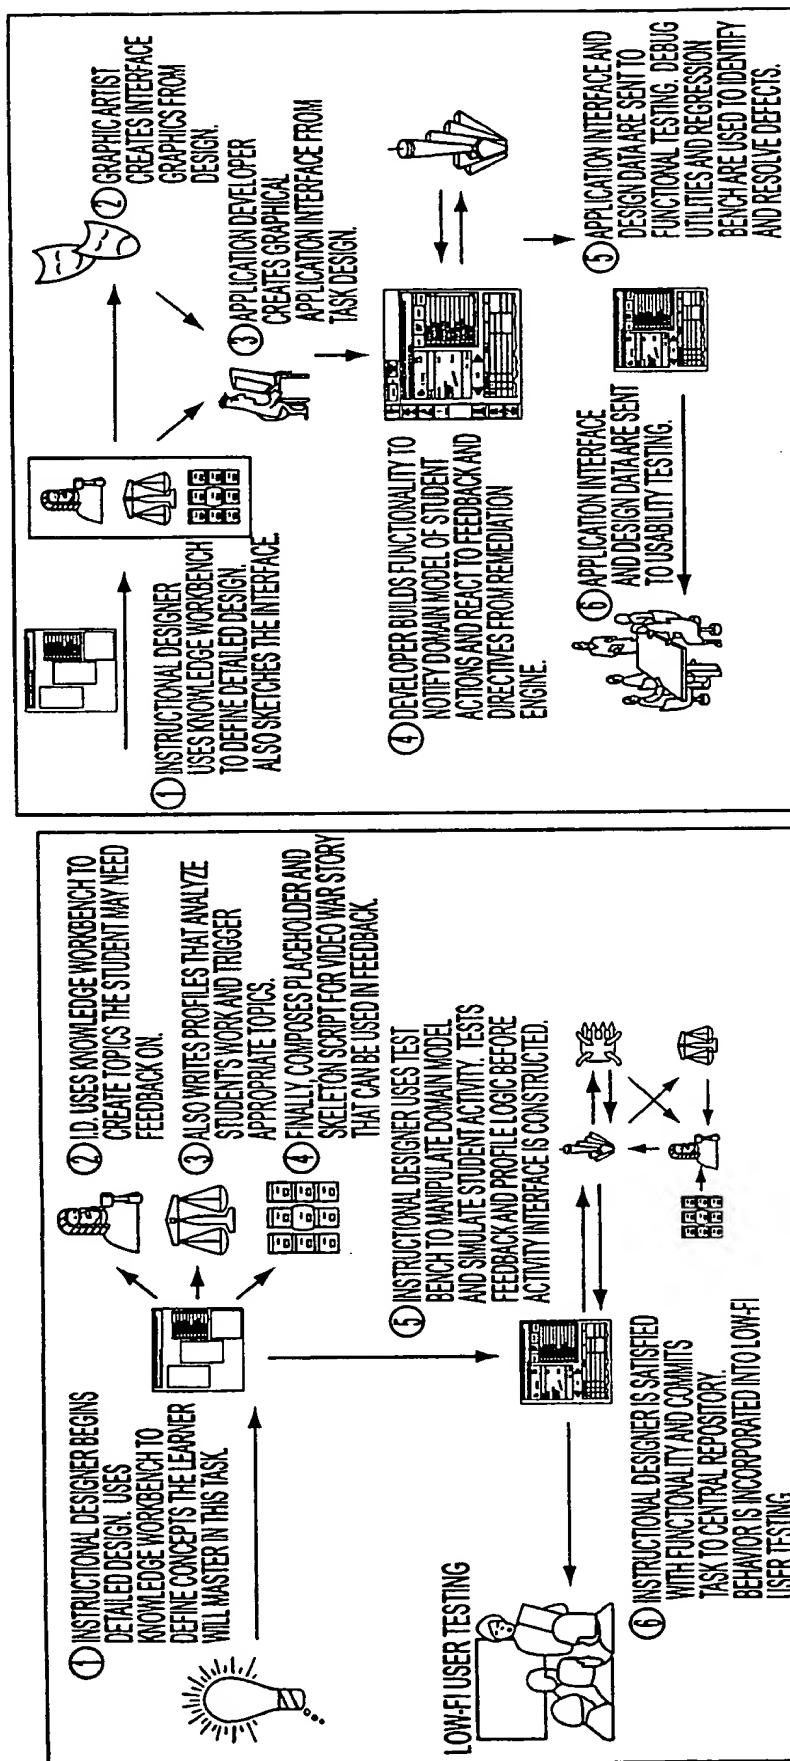 ① INSTRUCTIONAL DESIGNER BEGINS
DETAILED DESIGN. USES
KNOWLEDGE WORKBENCH TO
DEFINE CONCEPTS THE LEARNER
WILL MASTER IN THIS TASK.
② I.D. USES KNOWLEDGE WORKBENCH TO
CREATE TOPICS THE STUDENT MAY NEED
FEEDBACK ON.
③ ALSO WRITES PROFILES THAT ANALYZE
STUDENTS WORK AND TRIGGER
APPROPRIATE TOPICS.
④ FINALLY, COMPOSES PLACEHOLDER AND
SKELETON SCRIPT FOR VIDEO WAR STORY
THAT CAN BE USED IN FEEDBACK.
⑤ INSTRUCTIONAL DESIGNER USES TEST
BENCH TO MANIPULATE DOMAIN MODEL
AND SIMULATE STUDENT ACTIVITY. TESTS
FEEDBACK AND PROFILE LOGIC BEFORE
ACTIVITY INTERFACE IS CONSTRUCTED.
LOW-FI USER TESTING
⑥ INSTRUCTIONAL DESIGNER IS SATISFIED
WITH FUNCTIONALITY AND COMMITS
TASK TO CENTRAL REPOSITORY.
BEHAVIOR IS INCORPORATED INTO LOW-FI
USER TESTING
① INSTRUCTIONAL DESIGNER
USES KNOWLEDGE WORKBENCH
TO DEFINE DETAILED DESIGN.
ALSO SKETCHES THE INTERFACE.
② GRAPHIC ARTIST
CREATES INTERFACE
GRAPHICS FROM
DESIGN.
③ APPLICATION DEVELOPER
CREATES GRAPHICAL
APPLICATION INTERFACE FROM
TASK DESIGN.
④ DEVELOPER BUILDS FUNCTIONALITY TO
NOTIFY DOMAIN MODEL OF STUDENT
ACTIONS AND REACT TO FEEDBACK AND
DIRECTIVES FROM REMEDIATION
ENGINE.
⑤ APPLICATION INTERFACE AND
DESIGN DATA ARE SENT TO
FUNCTIONAL TESTING. DEBUG
UTILITIES AND REGRESSION
BENCH ARE USED TO IDENTIFY
AND RESOLVE DEFECTS.
⑥ APPLICATION INTERFACE
AND DESIGN DATA ARE SENT
TO USABILITY TESTING.